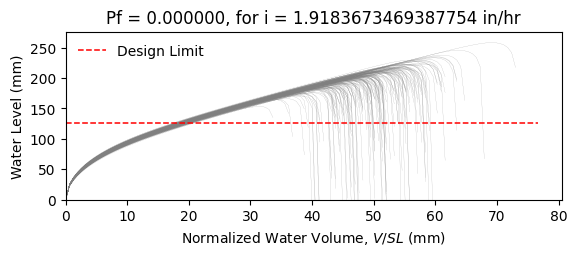 Pf = 0.000000, for i = 1.9183673469387754 in/hr
Design Limit
Water Level (mm)
250
200
150
100
50
0
0 10 20 30 40 50 60 70 80
Normalized Water Volume, V/SL (mm)